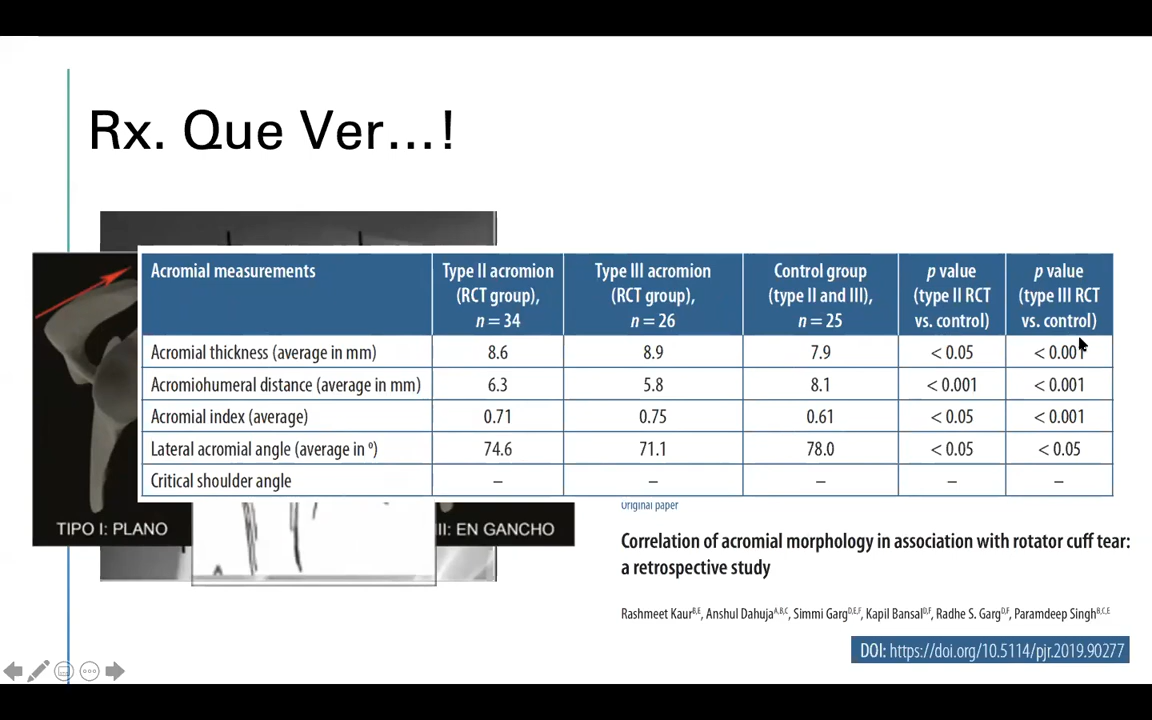 Rx. Que Ver...!
Acromial measurements Type II acromion (RCT group), n = 34 Type III acromion (RCT group), n = 26 Control group (type II and III), n = 25 p value (type II RCT vs. control) p value (type III RCT vs. control)
Acromial thickness (average in mm) 8.6 8.9 7.9 < 0.05 < 0.001
Acromiohumeral distance (average in mm) 6.3 5.8 8.1 < 0.001 < 0.001
Acromial index (average) 0.71 0.75 0.61 < 0.05 < 0.001
Lateral acromial angle (average in º) 74.6 71.1 78.0 < 0.05 < 0.05
Critical shoulder angle – – – – –
TIPO I: PLANO
II: EN GANCHO
Original paper
Correlation of acromial morphology in association with rotator cuff tear:
a retrospective study
Rashmeet Kaur B,E, Anshul Dahuja A,B,C, Simmi Garg D,E,F, Kapil Bansal D,F, Radhe S. Garg D,F, Paramdeep Singh B,C,E
DOI: https://doi.org/10.5114/pjr.2019.90277